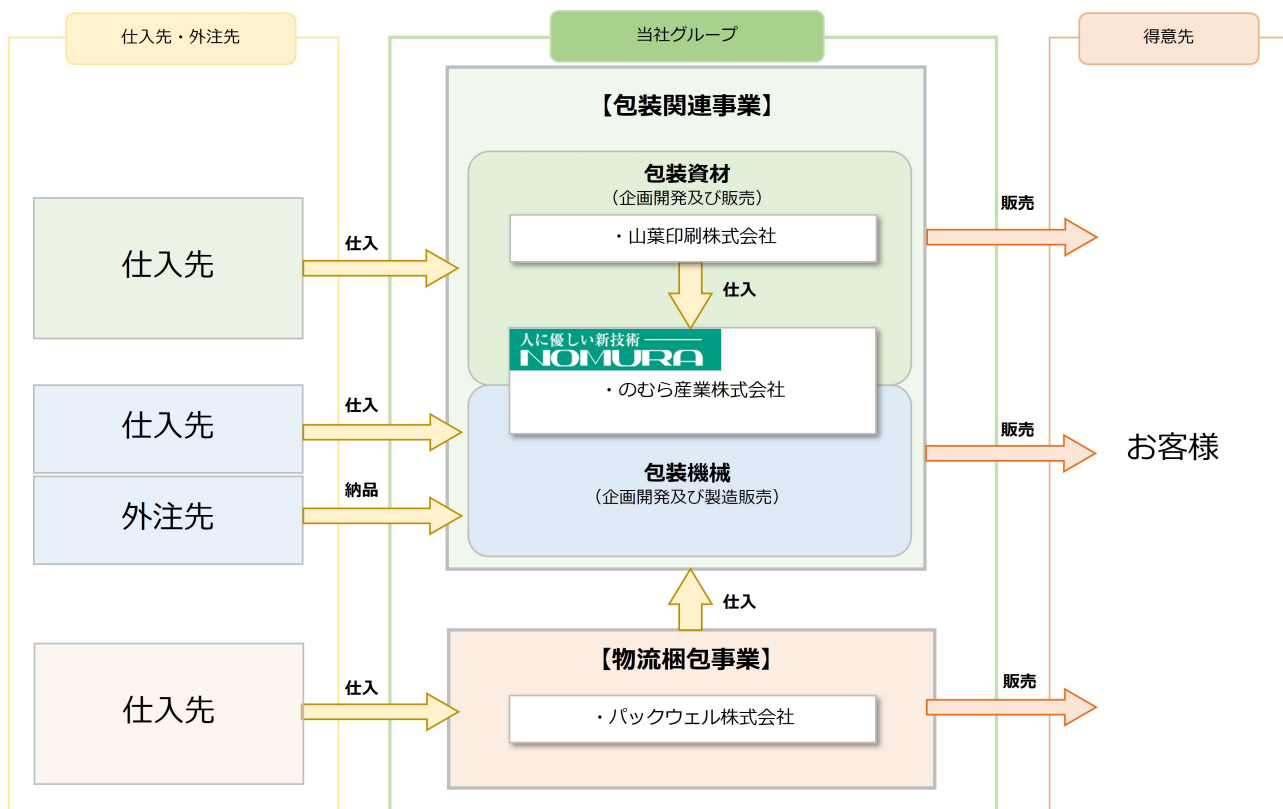 仕入先・外注先
当社グループ
得意先
【包装関連事業】
包装資材
（企画開発及び販売）
・山葉印刷株式会社
仕入
人に優しい新技術
NOMURA
・のむら産業株式会社
包装機械
（企画開発及び製造販売）
仕入先
仕入
仕入先
仕入
外注先
納品
仕入
【物流梱包事業】
・パックウェル株式会社
仕入先
仕入
販売
販売
お客様
販売